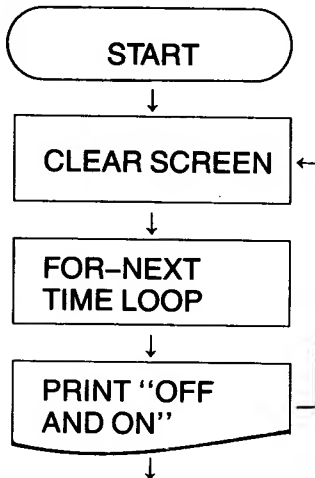 START
CLEAR SCREEN
FOR–NEXT
TIME LOOP
PRINT “OFF
AND ON”